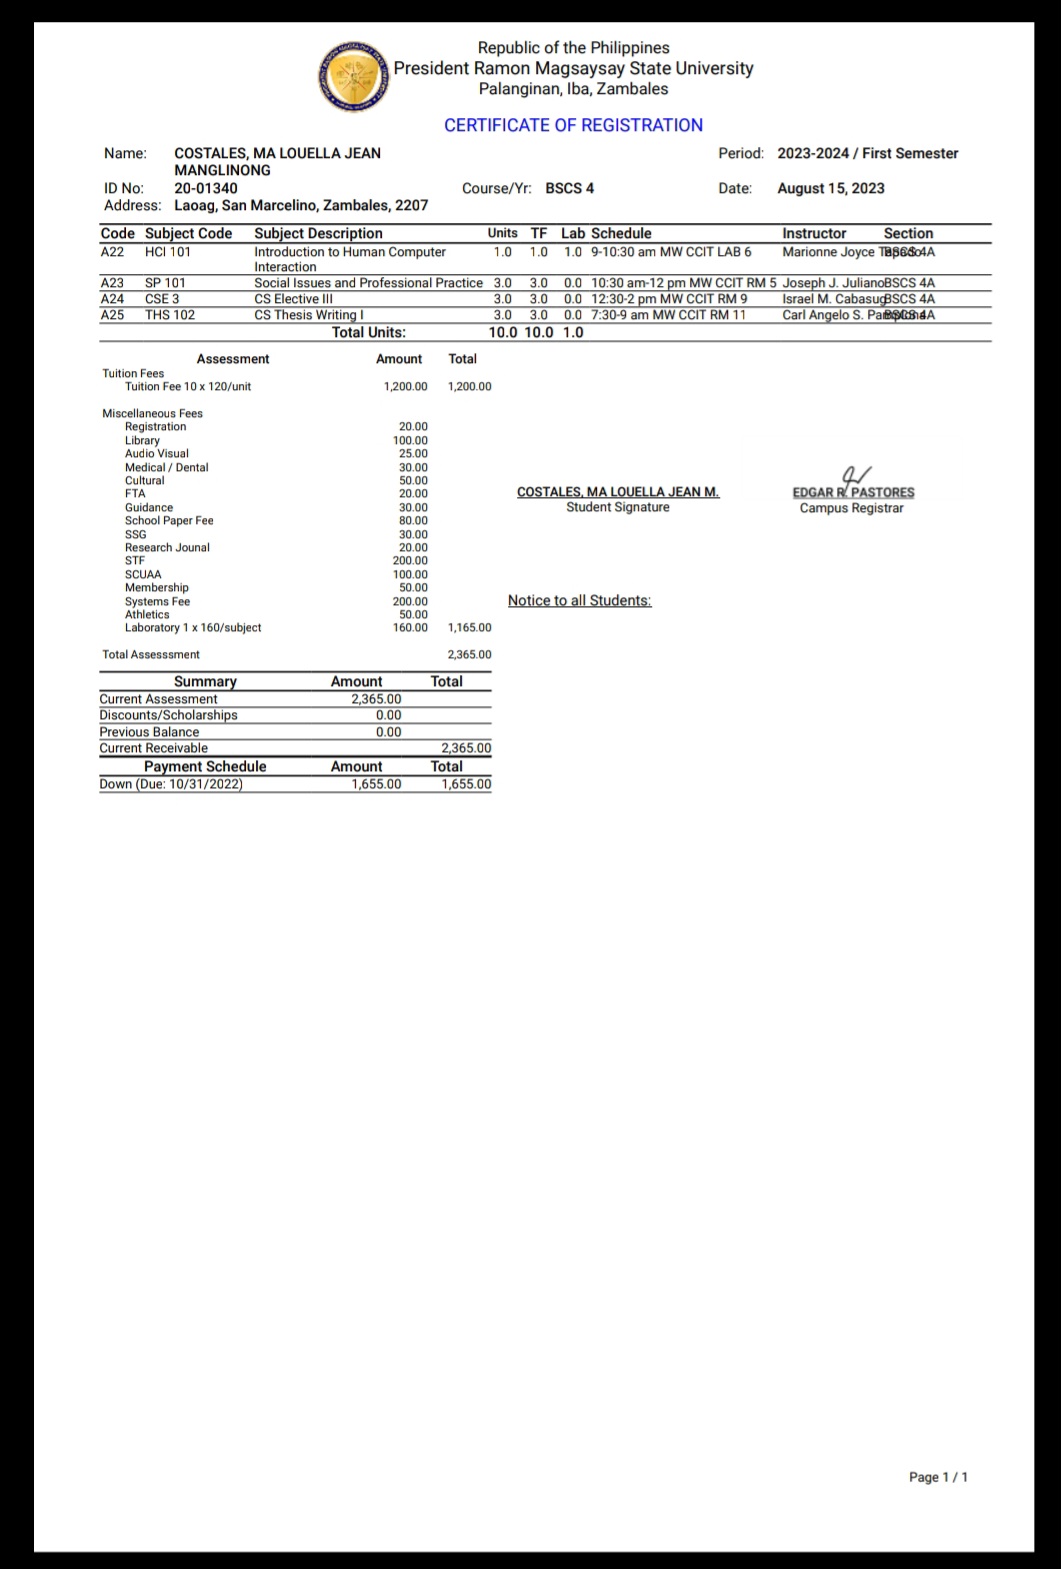 Republic of the Philippines
President Ramon Magsaysay State University
Palanginan, Iba, Zambales
CERTIFICATE OF REGISTRATION
Name: COSTALES, MA LOUELLA JEAN MANGLINONG Period: 2023-2024 / First Semester
ID No: 20-01340 Course/Yr: BSCS 4 Date: August 15, 2023
Address: Laoag, San Marcelino, Zambales, 2207
Code Subject Code Subject Description Units TF Lab Schedule Instructor Section
A22 HCI 101 Introduction to Human Computer Interaction 1.0 1.0 1.0 9-10:30 am MW CCIT LAB 6 Marionne Joyce BSCS 4A
A23 SP 101 Social Issues and Professional Practice 3.0 3.0 0.0 10:30 am-12 pm MW CCIT RM 5 Joseph J. Juliano BSCS 4A
A24 CSE 3 CS Elective III 3.0 3.0 0.0 12:30-2 pm MW CCIT RM 9 Israel M. Cabasug BSCS 4A
A25 THS 102 CS Thesis Writing I 3.0 3.0 0.0 7:30-9 am MW CCIT RM 11 Carl Angelo S. BSCS 4A
Total Units: 10.0 10.0 1.0
Assessment Amount Total
Tuition Fees
Tuition Fee 10 x 120/unit 1,200.00 1,200.00
Miscellaneous Fees
Registration 20.00
Library 100.00
Audio Visual 25.00
Medical / Dental 30.00
Cultural 50.00
FTA 20.00
Guidance 30.00
School Paper Fee 80.00
SSG 30.00
Research Jounal 20.00
STF 200.00
SCUAA 100.00
Membership 50.00
Systems Fee 200.00
Athletics 50.00
Laboratory 1 x 160/subject 160.00 1,165.00
Total Assesssment 2,365.00
COSTALES, MA LOUELLA JEAN M.
Student Signature
EDGAR R. PASTORES
Campus Registrar
Notice to all Students:
Summary Amount Total
Current Assessment 2,365.00
Discounts/Scholarships 0.00
Previous Balance 0.00
Current Receivable 2,365.00
Payment Schedule Amount Total
Down (Due: 10/31/2022) 1,655.00 1,655.00
Page 1 / 1